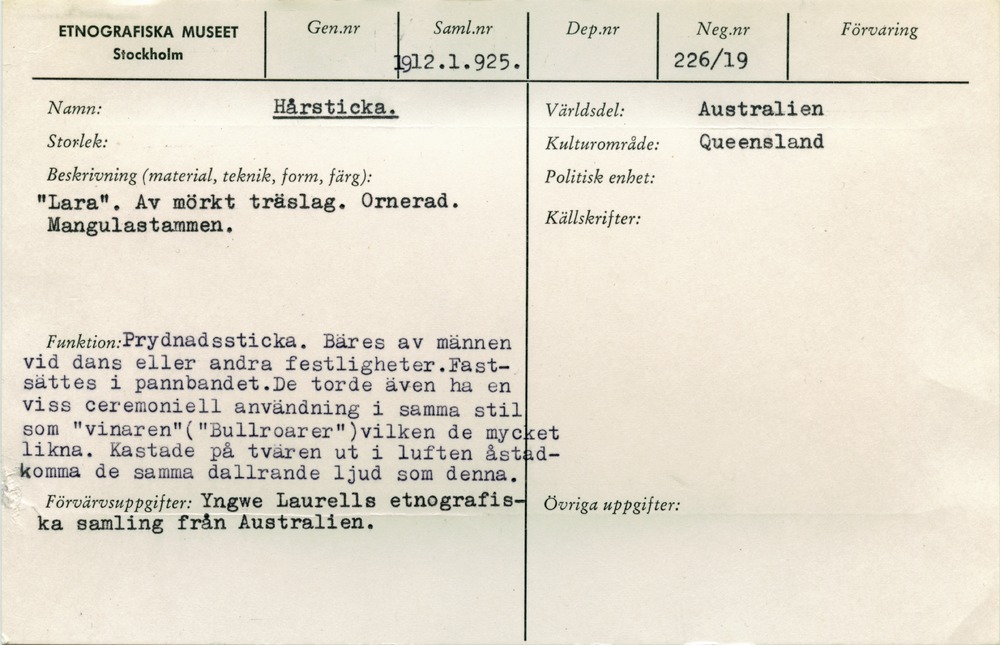 ETNOGRAFISKA MUSEET
Stockholm
Gen.nr
Saml.nr
1912.1.925.
Dep.nr
Neg.nr
226/19
Förvaring
Namn: Hårsticka.
Storlek:
Beskrivning (material, teknik, form, färg):
"Lara". Av mörkt träslag. Ornerad.
Mangulastammen.
Funktion: Prydnadssticka. Bäres av männen
vid dans eller andra festligheter.Fast-
sättes i pannbandet.De torde även ha en
viss ceremoniell användning i samma stil
som "vinaren"("Bullroarer")vilken de mycket
likna. Kastade på tvären ut i luften åstad-
komma de samma dallrande ljud som denna.
Förvärvsuppgifter: Yngwe Laurells etnografis-
ka samling från Australien.
Världsdel: Australien
Kulturområde: Queensland
Politisk enhet:
Källskrifter:
Övriga uppgifter: